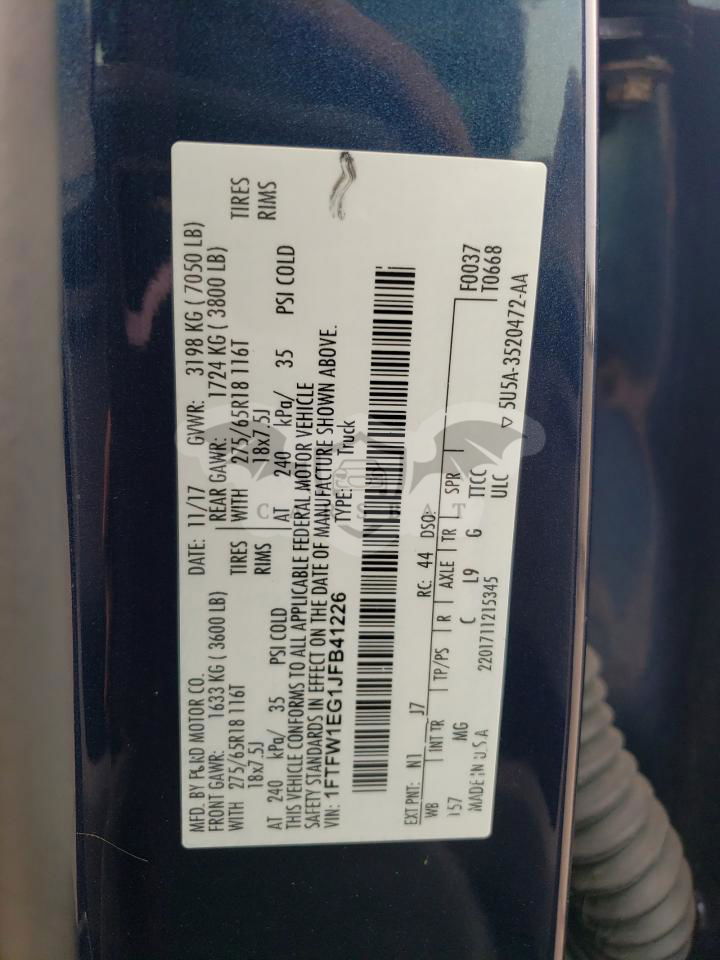 MFD. BY FORD MOTOR CO.
DATE: 11/17 GVWR: 3198 KG ( 7050 LB)
FRONT GAWR: 1633 KG ( 3600 LB)
REAR GAWR: 1724 KG ( 3800 LB)
WITH 275/65R18 116T TIRES
WITH 275/65R18 116T TIRES
18x7.5J RIMS
18x7.5J RIMS
AT 240 kPa/ 35 PSI COLD
AT 240 kPa/ 35 PSI COLD
THIS VEHICLE CONFORMS TO ALL APPLICABLE FEDERAL MOTOR VEHICLE
SAFETY STANDARDS IN EFFECT ON THE DATE OF MANUFACTURE SHOWN ABOVE.
VIN: 1FTFW1EG1JFB41226 TYPE: Truck
EXT PNT: N1 J7 RC: 44 DSO: F0037
WB INT TR TP/PS R AXLE TR SPR T0668
157 MG C L9 G TTCC
MADE IN U S A 2201711215345 ULC ▽ 5U5A-3520472-AA